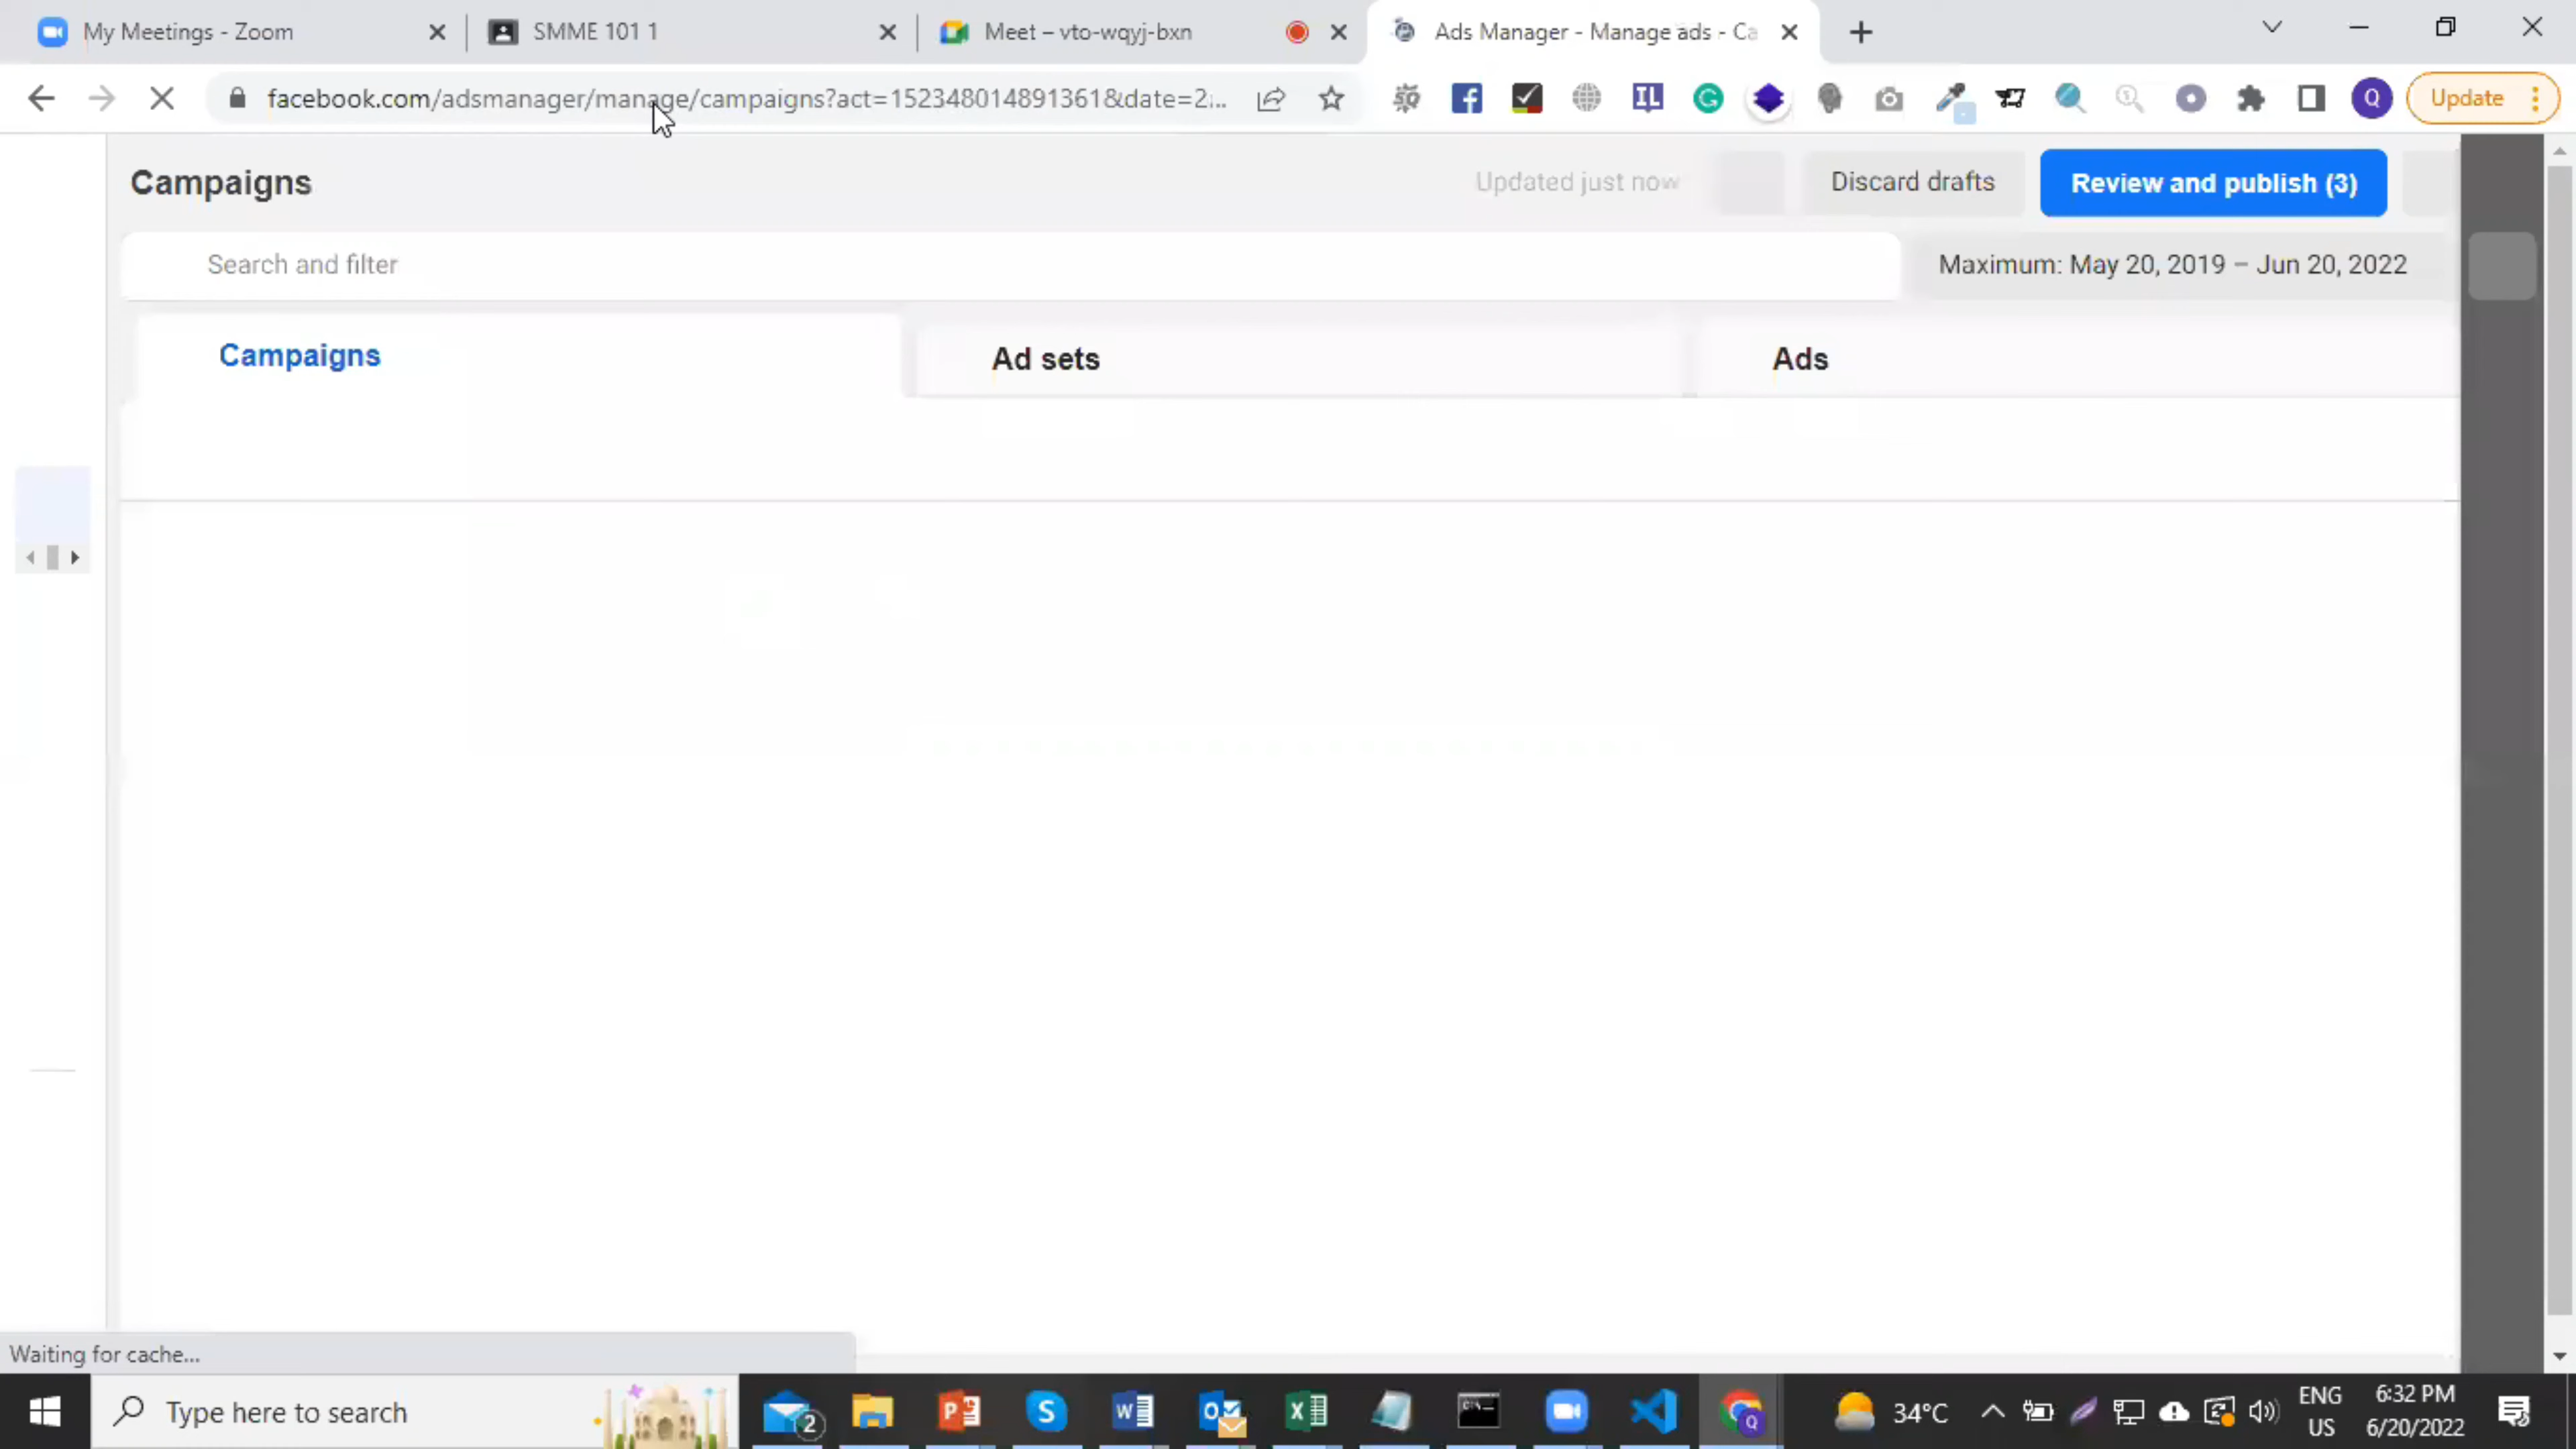 My Meetings - Zoom
SMME 101 1
Meet – vto-wqyj-bxn
Ads Manager - Manage ads - Ca
facebook.com/adsmanager/manage/campaigns?act=152348014891361&date=2...
Update
Campaigns
Updated just now
Discard drafts
Review and publish (3)
Search and filter
Maximum: May 20, 2019 – Jun 20, 2022
Campaigns
Ad sets
Ads
Waiting for cache...
Type here to search
2
34°C
ENG
US
6:32 PM
6/20/2022